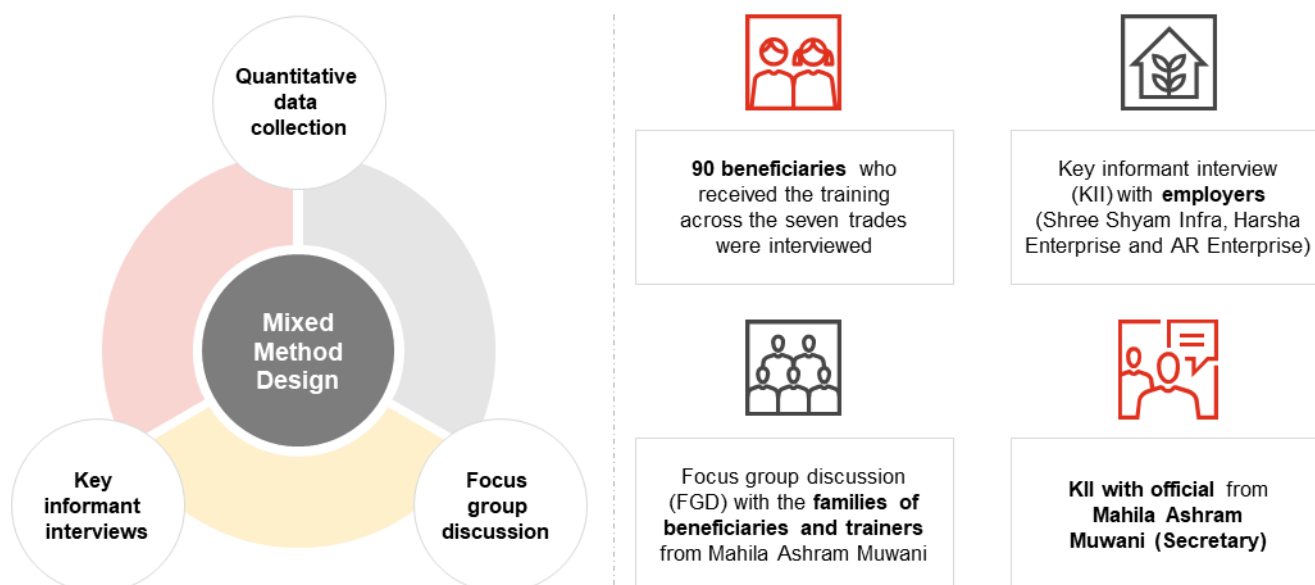 Quantitative
data
collection
Mixed
Method
Design
Key
informant
interviews
Focus
group
discussion
90 beneficiaries who
received the training
across the seven trades
were interviewed
Key informant interview
(KII) with employers
(Shree Shyam Infra, Harsha
Enterprise and AR Enterprise)
Focus group discussion
(FGD) with the families of
beneficiaries and trainers
from Mahila Ashram Muwani
KII with official from
Mahila Ashram
Muwani (Secretary)